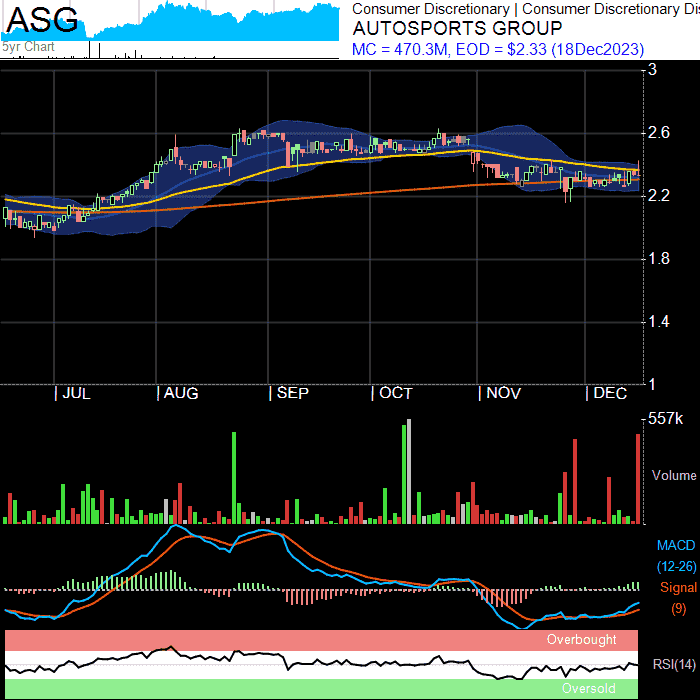 ASG
5yr Chart
Consumer Discretionary | Consumer Discretionary Dis
AUTOSPORTS GROUP
MC = 470.3M, EOD = $2.33 (18Dec2023)
3
2.6
2.2
1.8
1.4
1
JUL
AUG
SEP
OCT
NOV
DEC
557k
Volume
MACD
(12-26)
Signal
(9)
Overbought
RSI(14)
Oversold